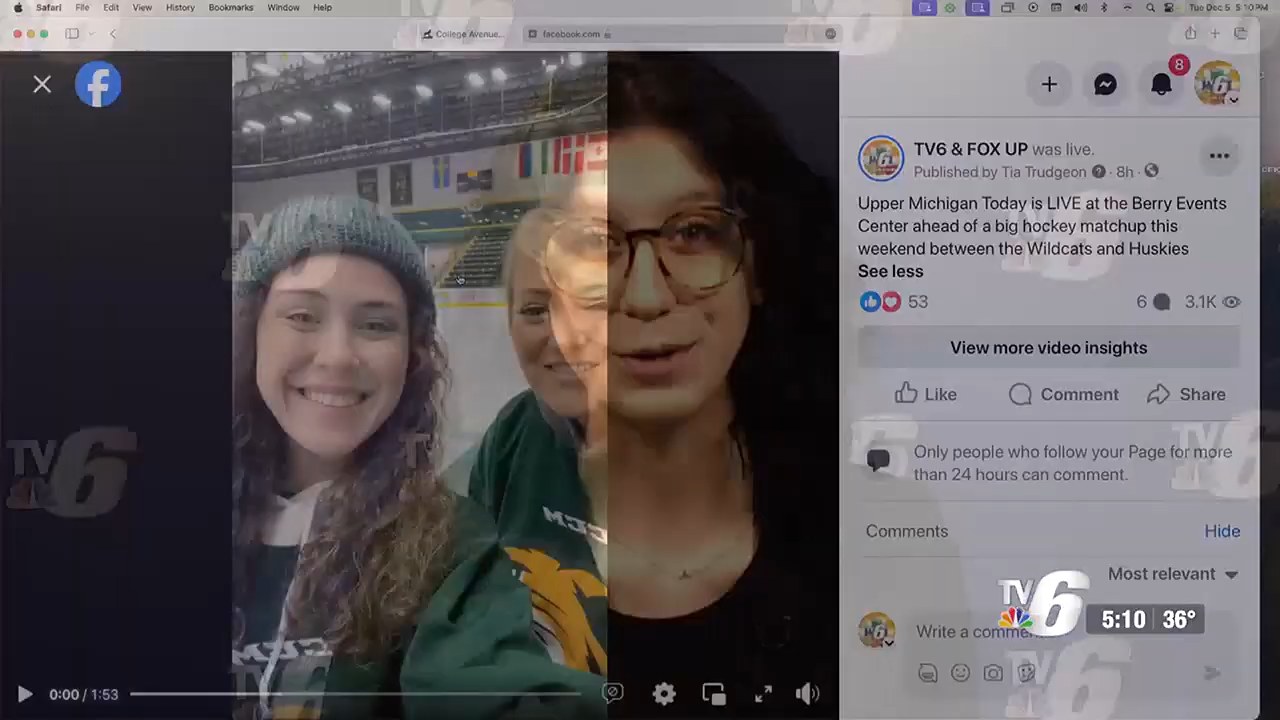 Safari File Edit View History Bookmarks Window Help
Tue Dec 5 5:10 PM
College Avenue...
facebook.com
8
TV6 & FOX UP was live.
Published by Tia Trudgeon · 8h ·
Upper Michigan Today is LIVE at the Berry Events
Center ahead of a big hockey matchup this
weekend between the Wildcats and Huskies
See less
53
6
3.1K
View more video insights
Like
Comment
Share
Only people who follow your Page for more
than 24 hours can comment.
Comments
Hide
Most relevant
TV6
5:10 36°
Write a comme
0:00 / 1:53
TV6
TV6
TV6
TV6